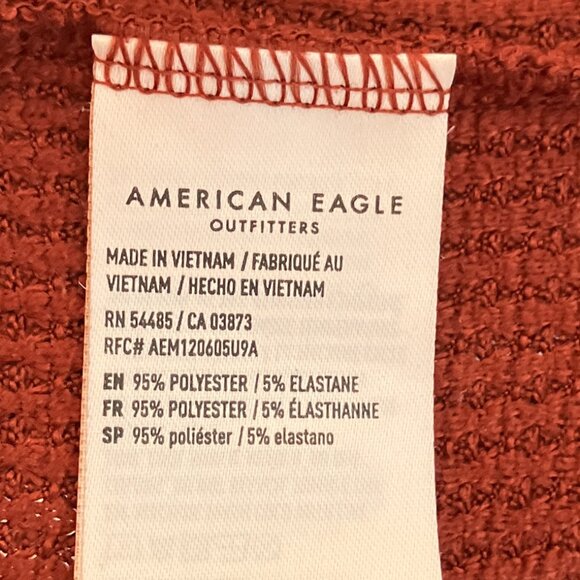 AMERICAN EAGLE
OUTFITTERS
MADE IN VIETNAM / FABRIQUÉ AU
VIETNAM / HECHO EN VIETNAM
RN 54485 / CA 03873
RFC# AEM120605U9A
EN 95% POLYESTER / 5% ÉLASTANE
FR 95% POLYESTER / 5% ÉLASTHANNE
SP 95% poliéster / 5% elastano